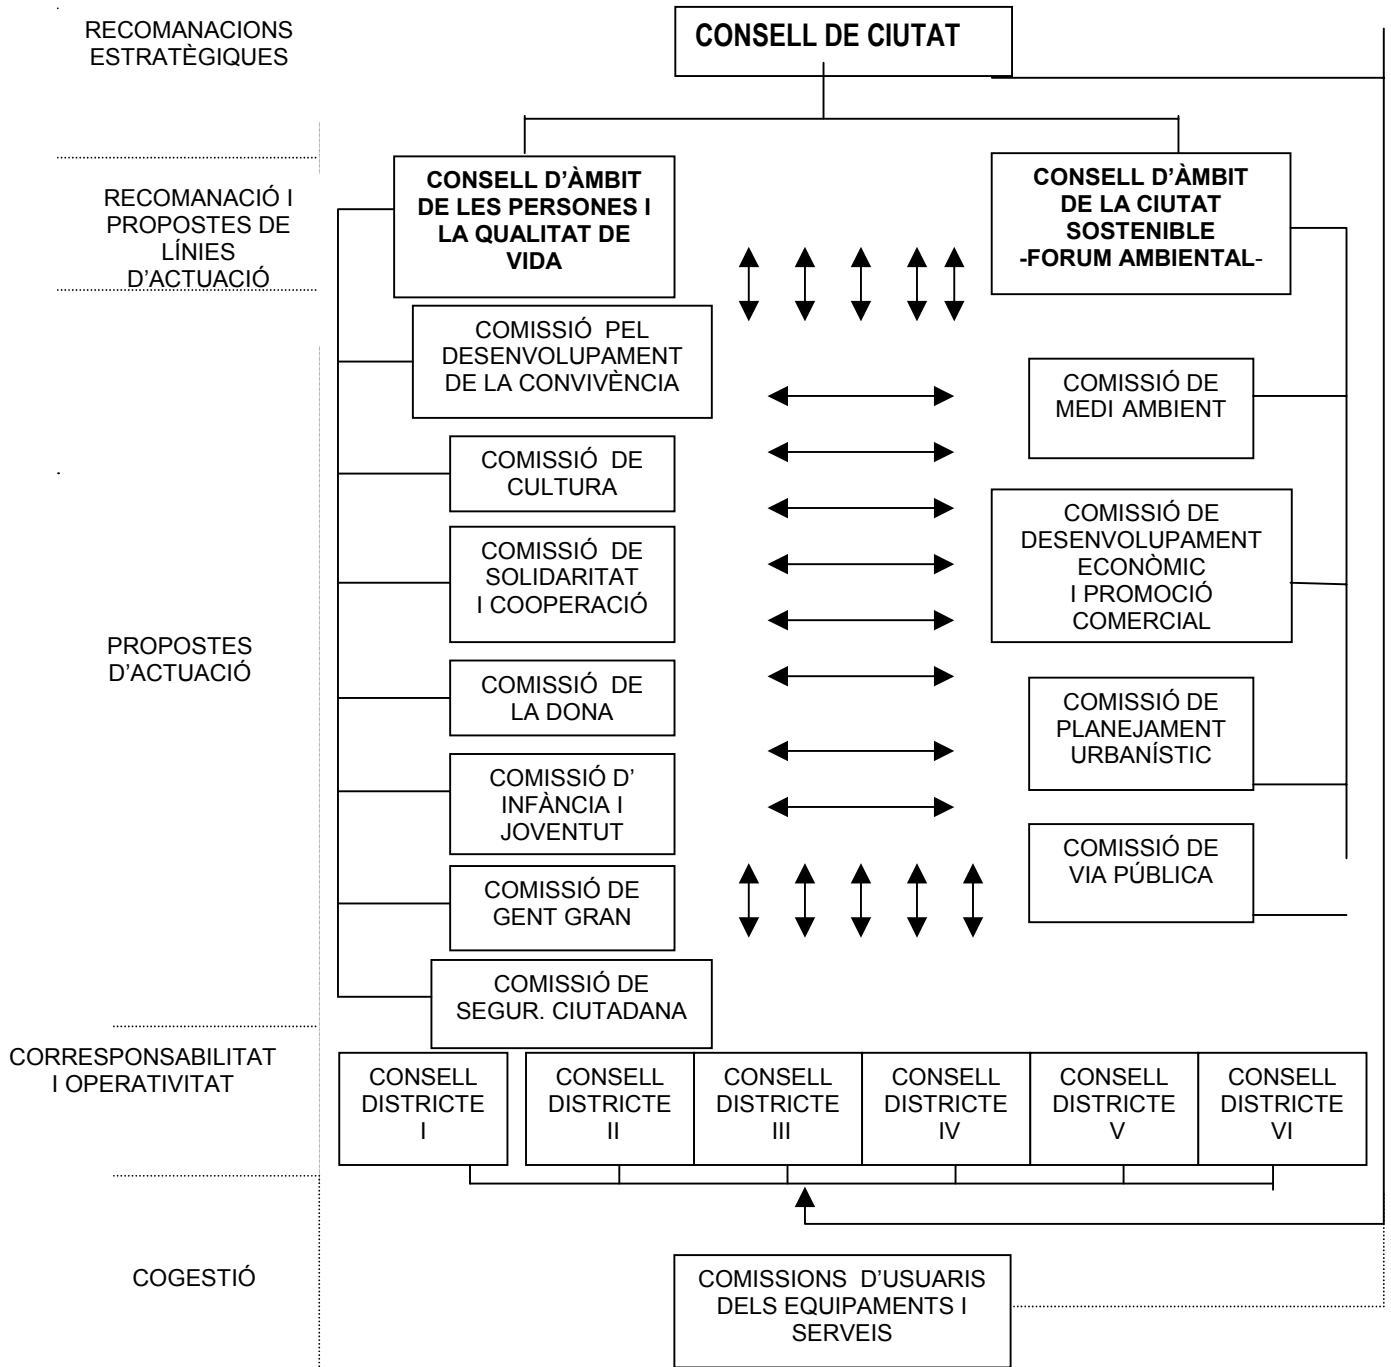 RECOMANACIONS
ESTRATÈGIQUES
CONSELL DE CIUTAT
RECOMANACIÓ I
PROPOSTES DE
LÍNIES
D’ACTUACIÓ
CONSELL D’ÀMBIT
DE LES PERSONES I
LA QUALITAT DE
VIDA
CONSELL D’ÀMBIT
DE LA CIUTAT
SOSTENIBLE
-FORUM AMBIENTAL-
PROPOSTES
D’ACTUACIÓ
COMISSIÓ PEL
DESENVOLUPAMENT
DE LA CONVIVÈNCIA
COMISSIÓ DE
CULTURA
COMISSIÓ DE
SOLIDARITAT
I COOPERACIÓ
COMISSIÓ DE
LA DONA
COMISSIÓ D’
INFÀNCIA I
JOVENTUT
COMISSIÓ DE
GENT GRAN
COMISSIÓ DE
SEGUR. CIUTADANA
COMISSIÓ DE
MEDI AMBIENT
COMISSIÓ DE
DESENVOLUPAMENT
ECONÒMIC
I PROMOCIÓ
COMERCIAL
COMISSIÓ DE
PLANEJAMENT
URBANÍSTIC
COMISSIÓ DE
VIA PÚBLICA
CORRESPONSABILITAT
I OPERATIVITAT
CONSELL
DISTRICTE
I
CONSELL
DISTRICTE
II
CONSELL
DISTRICTE
III
CONSELL
DISTRICTE
IV
CONSELL
DISTRICTE
V
CONSELL
DISTRICTE
VI
COGESTIÓ
COMISSIONS D’USUARIS
DELS EQUIPAMENTS I
SERVEIS